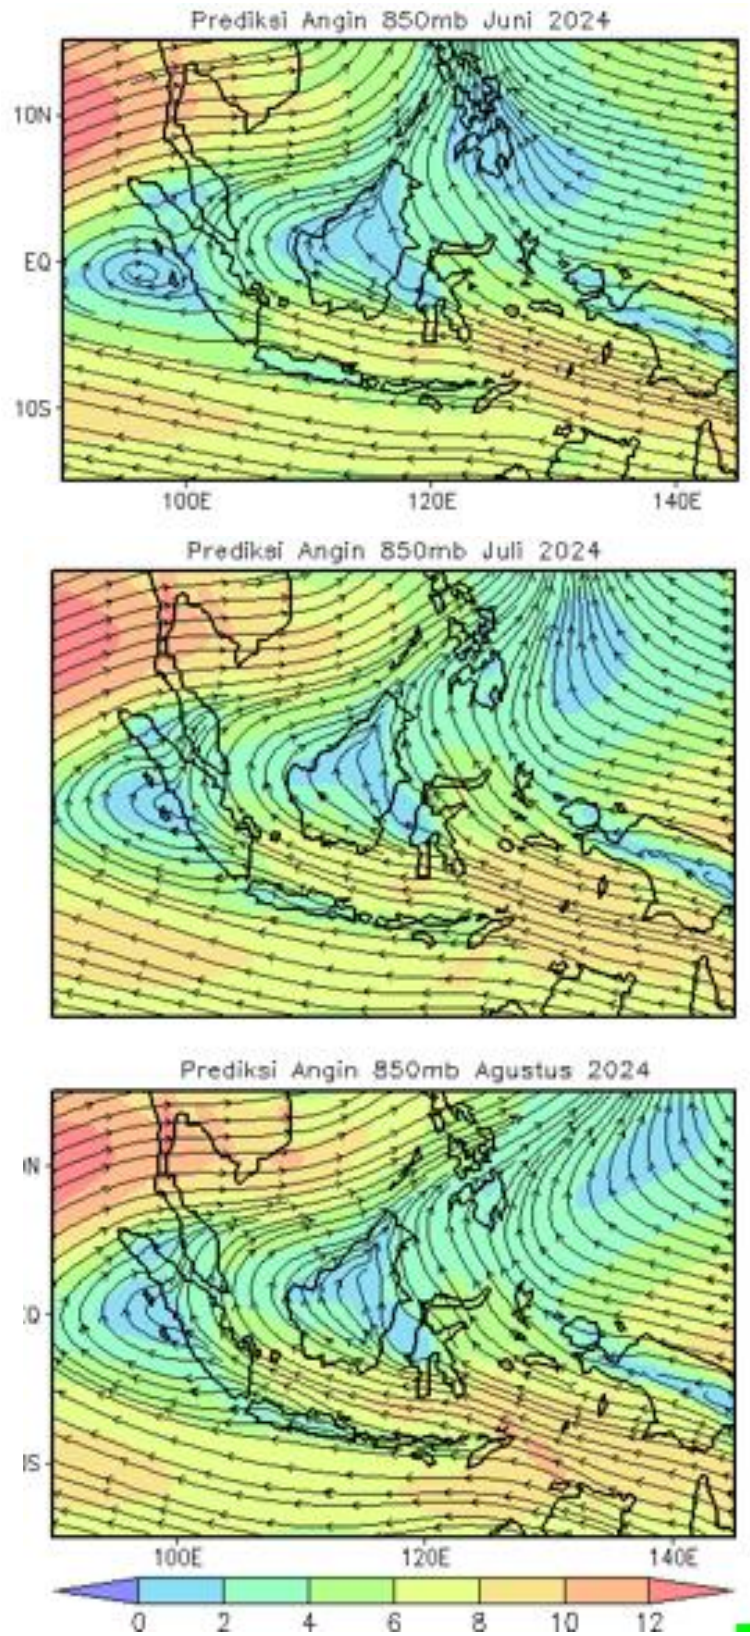 Prediksi Angin 850mb Juni 2024
10N
EQ
10S
100E 120E 140E
Prediksi Angin 850mb Juli 2024
Prediksi Angin 850mb Agustus 2024
N
Q
S
100E 120E 140E
0 2 4 6 8 10 12